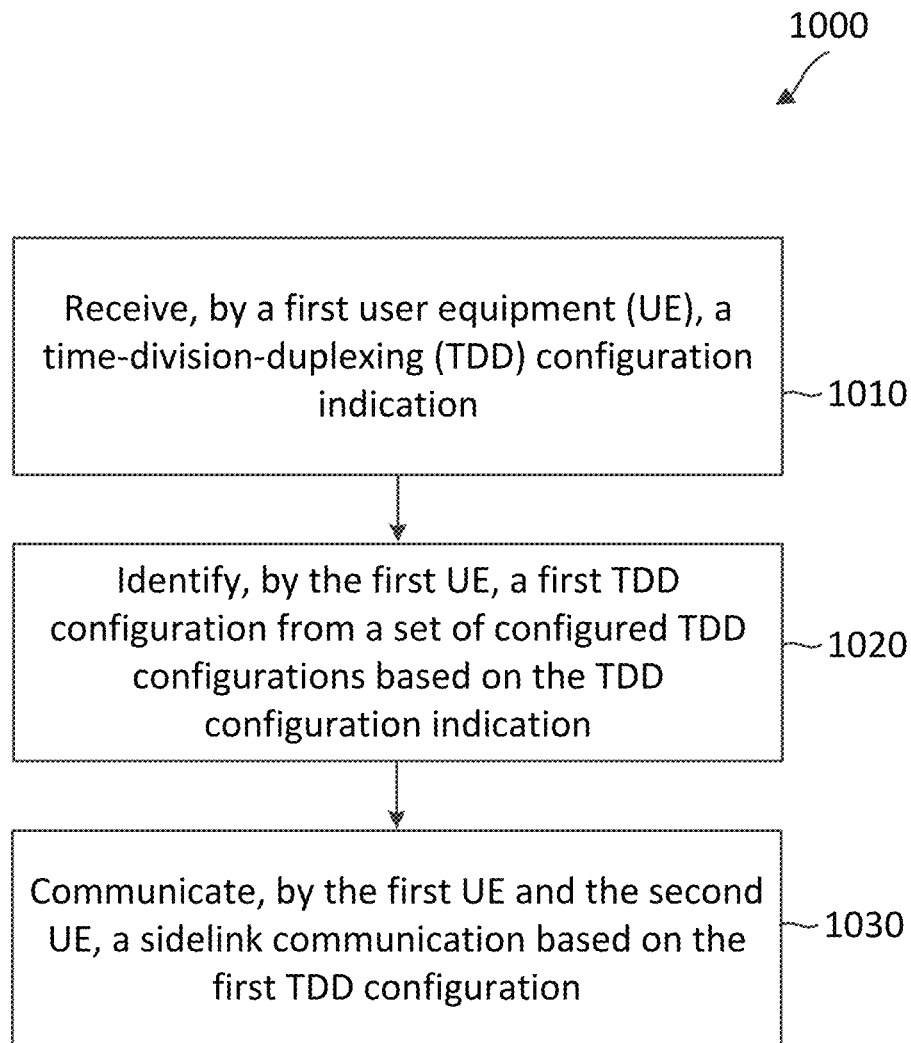 1000
Receive, by a first user equipment (UE), a
time-division-duplexing (TDD) configuration
indication
1010
Identify, by the first UE, a first TDD
configuration from a set of configured TDD
configurations based on the TDD
configuration indication
1020
Communicate, by the first UE and the second
UE, a sidelink communication based on the
first TDD configuration
1030